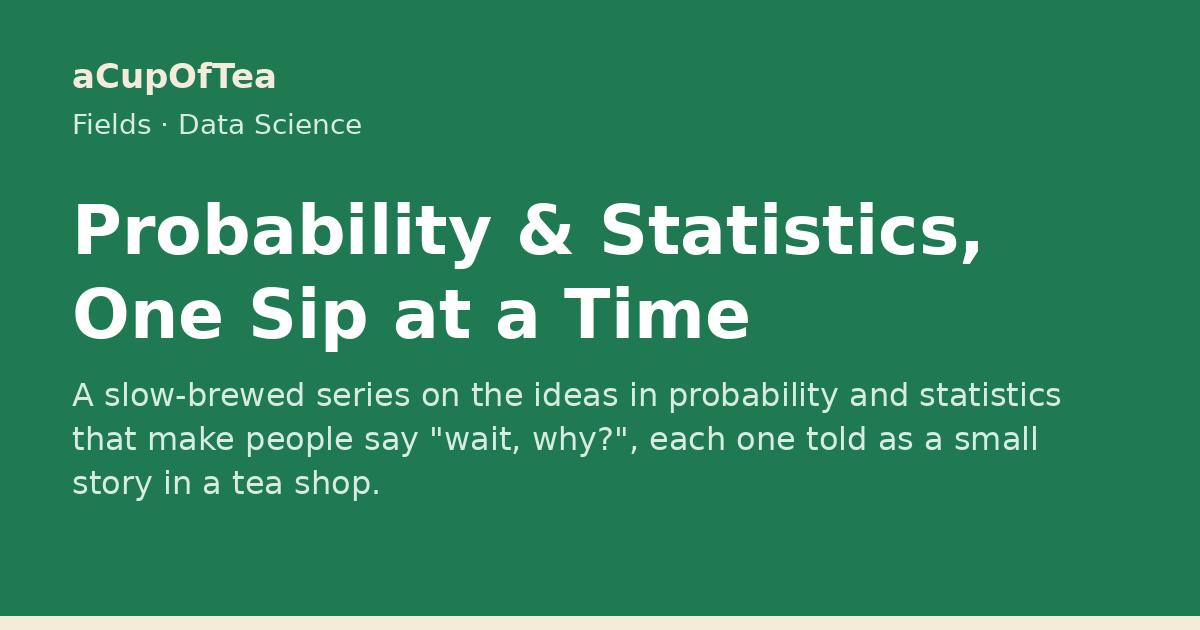 aCupOfTea
Fields · Data Science
Probability & Statistics,
One Sip at a Time
A slow-brewed series on the ideas in probability and statistics
that make people say "wait, why?", each one told as a small
story in a tea shop.